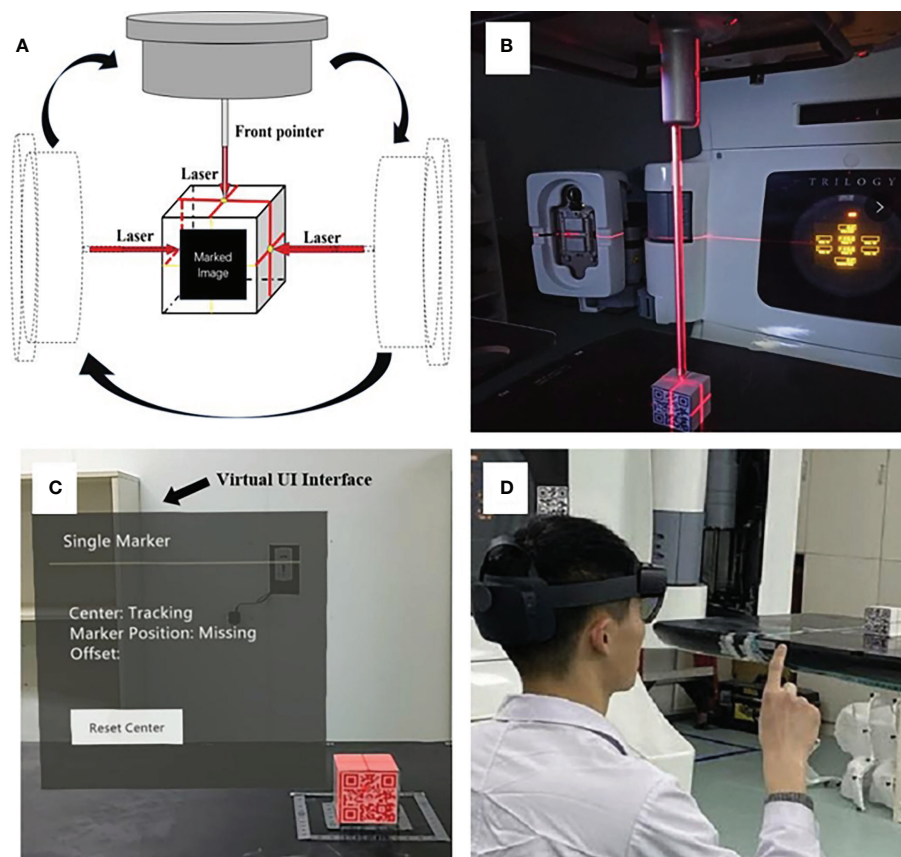 A
Front pointer
Laser
Laser
Laser
Marked
Image
B
TRILOGY
C
Virtual UI Interface
Single Marker
Center: Tracking
Marker Position: Missing
Offset:
Reset Center
D